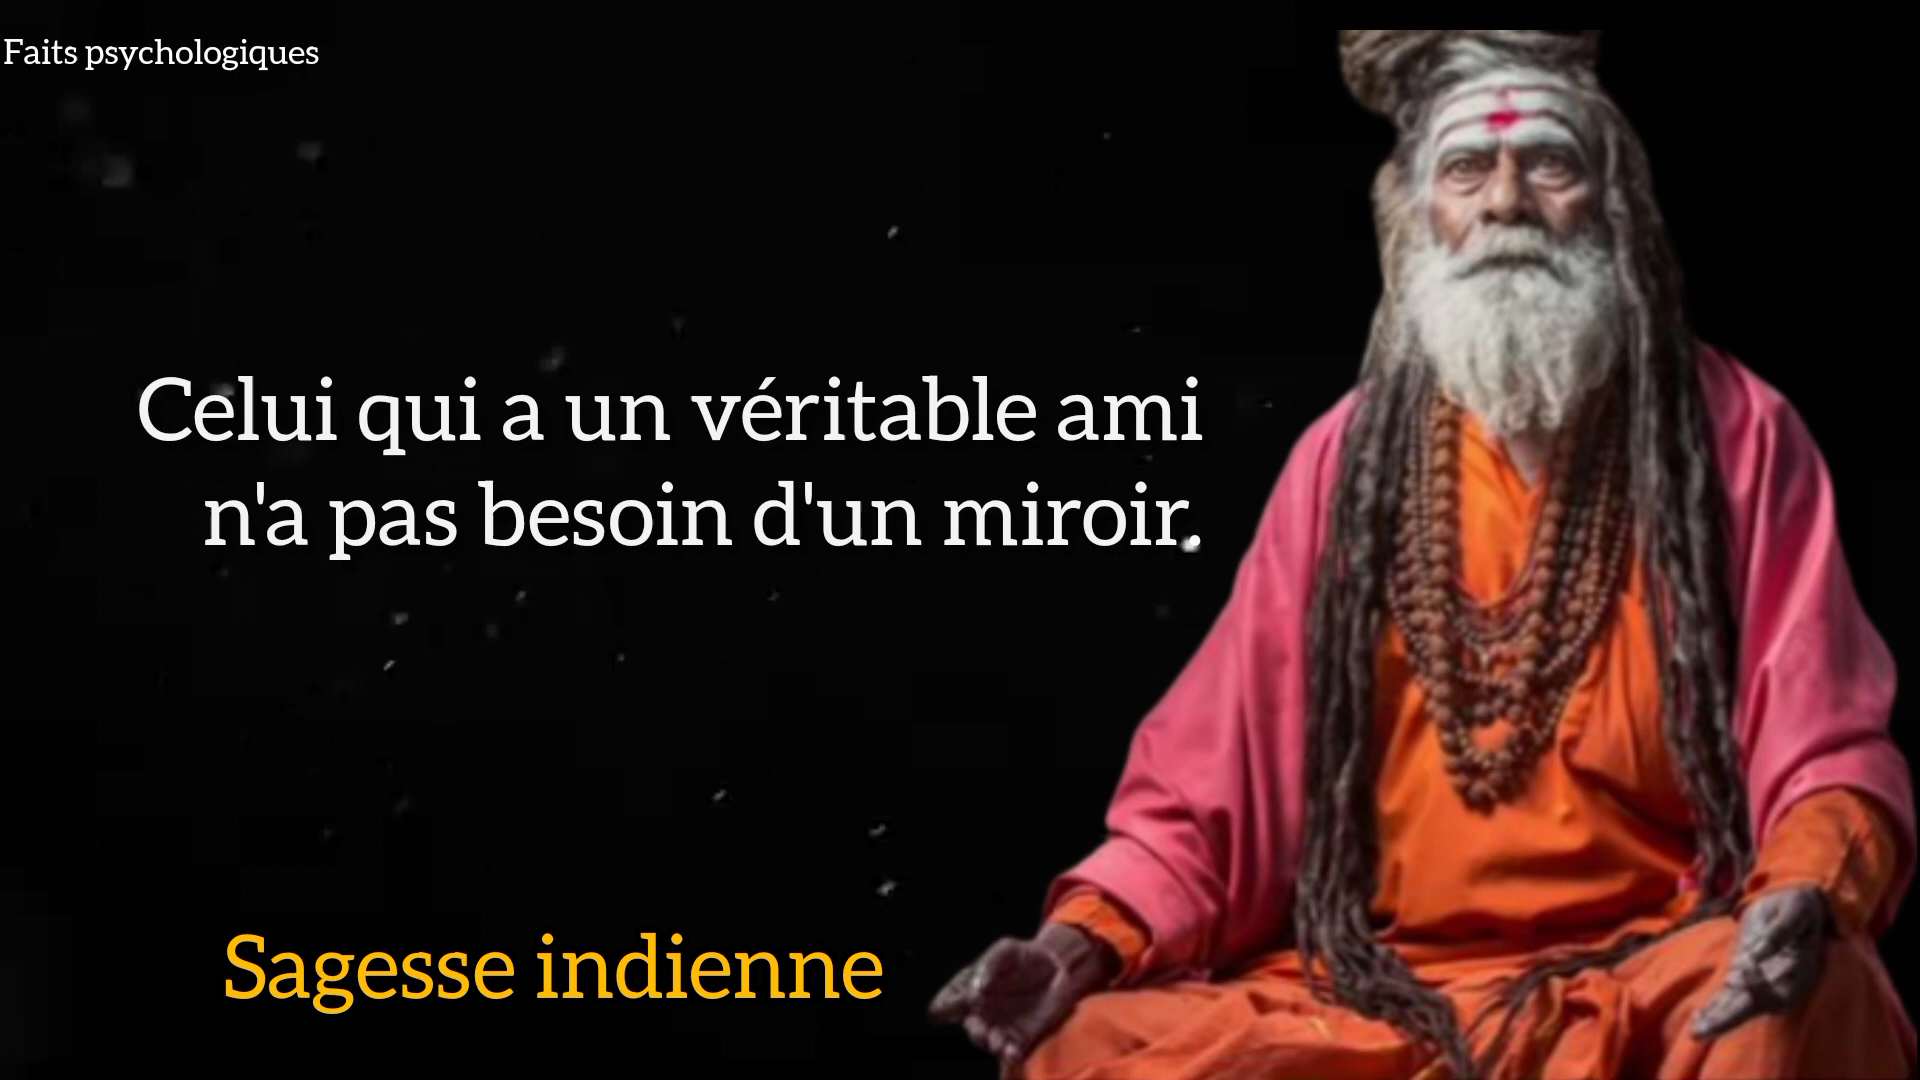 Faits psychologiques
Celui qui a un véritable ami
n'a pas besoin d'un miroir.
Sagesse indienne